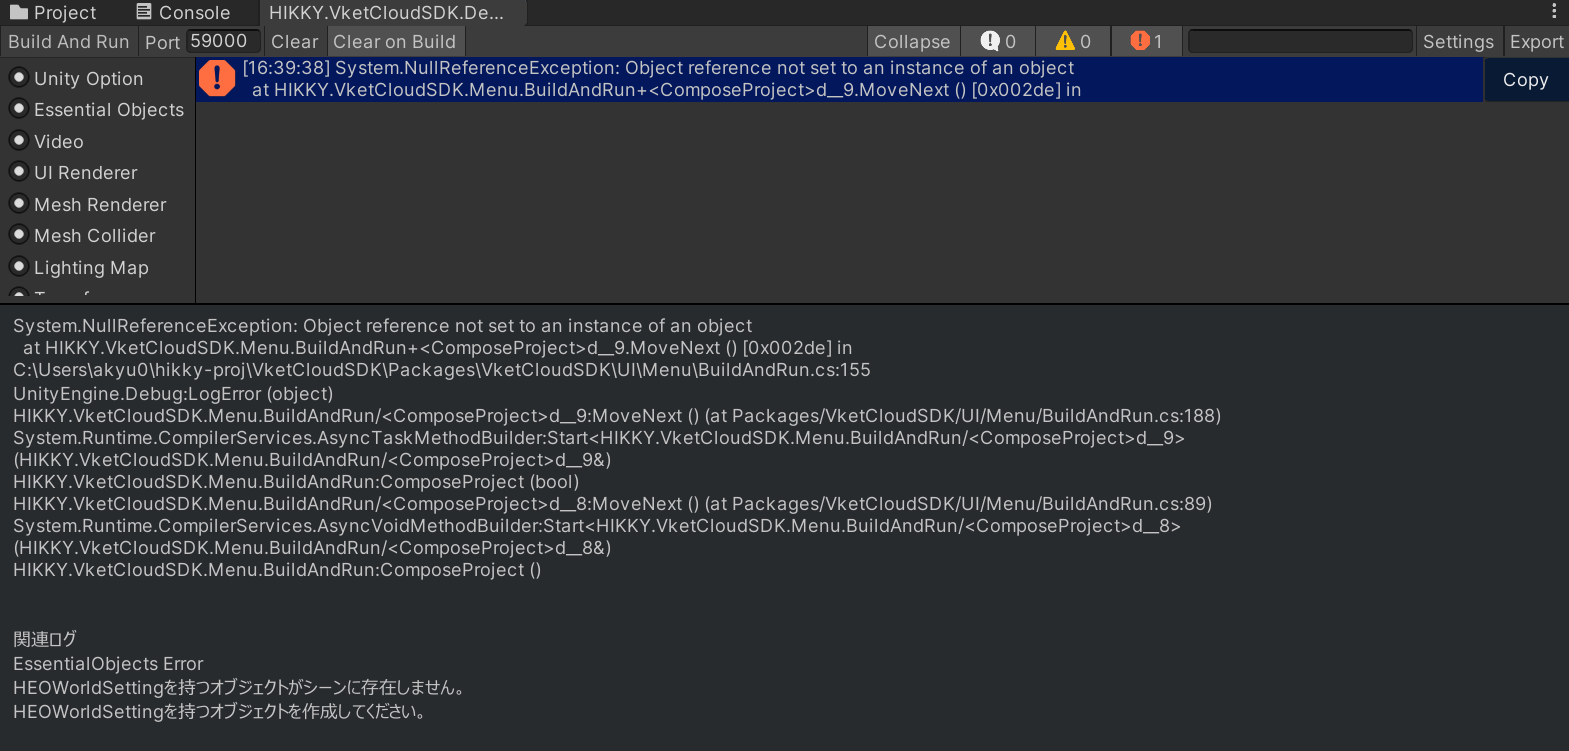 Project Console HIKKY.VketCloudSDK.De...
Build And Run Port 59000 Clear Clear on Build Collapse 0 0 1 Settings Export
Unity Option
Essential Objects
Video
UI Renderer
Mesh Renderer
Mesh Collider
Lighting Map
[16:39:38] System.NullReferenceException: Object reference not set to an instance of an object
at HIKKY.VketCloudSDK.Menu.BuildAndRun+<ComposeProject>d__9.MoveNext () [0x002de] in
Copy
System.NullReferenceException: Object reference not set to an instance of an object
at HIKKY.VketCloudSDK.Menu.BuildAndRun+<ComposeProject>d__9.MoveNext () [0x002de] in
C:\Users\akyu0\hikky-proj\VketCloudSDK\Packages\VketCloudSDK\UI\Menu\BuildAndRun.cs:155
UnityEngine.Debug:LogError (object)
HIKKY.VketCloudSDK.Menu.BuildAndRun/<ComposeProject>d__9:MoveNext () (at Packages/VketCloudSDK/UI/Menu/BuildAndRun.cs:188)
System.Runtime.CompilerServices.AsyncTaskMethodBuilder:Start<HIKKY.VketCloudSDK.Menu.BuildAndRun/<ComposeProject>d__9>
(HIKKY.VketCloudSDK.Menu.BuildAndRun/<ComposeProject>d__9&)
HIKKY.VketCloudSDK.Menu.BuildAndRun:ComposeProject (bool)
HIKKY.VketCloudSDK.Menu.BuildAndRun/<ComposeProject>d__8:MoveNext () (at Packages/VketCloudSDK/UI/Menu/BuildAndRun.cs:89)
System.Runtime.CompilerServices.AsyncVoidMethodBuilder:Start<HIKKY.VketCloudSDK.Menu.BuildAndRun/<ComposeProject>d__8>
(HIKKY.VketCloudSDK.Menu.BuildAndRun/<ComposeProject>d__8&)
HIKKY.VketCloudSDK.Menu.BuildAndRun:ComposeProject ()
関連ログ
EssentialObjects Error
HEOWorldSettingを持つオブジェクトがシーンに存在しません。
HEOWorldSettingを持つオブジェクトを作成してください。